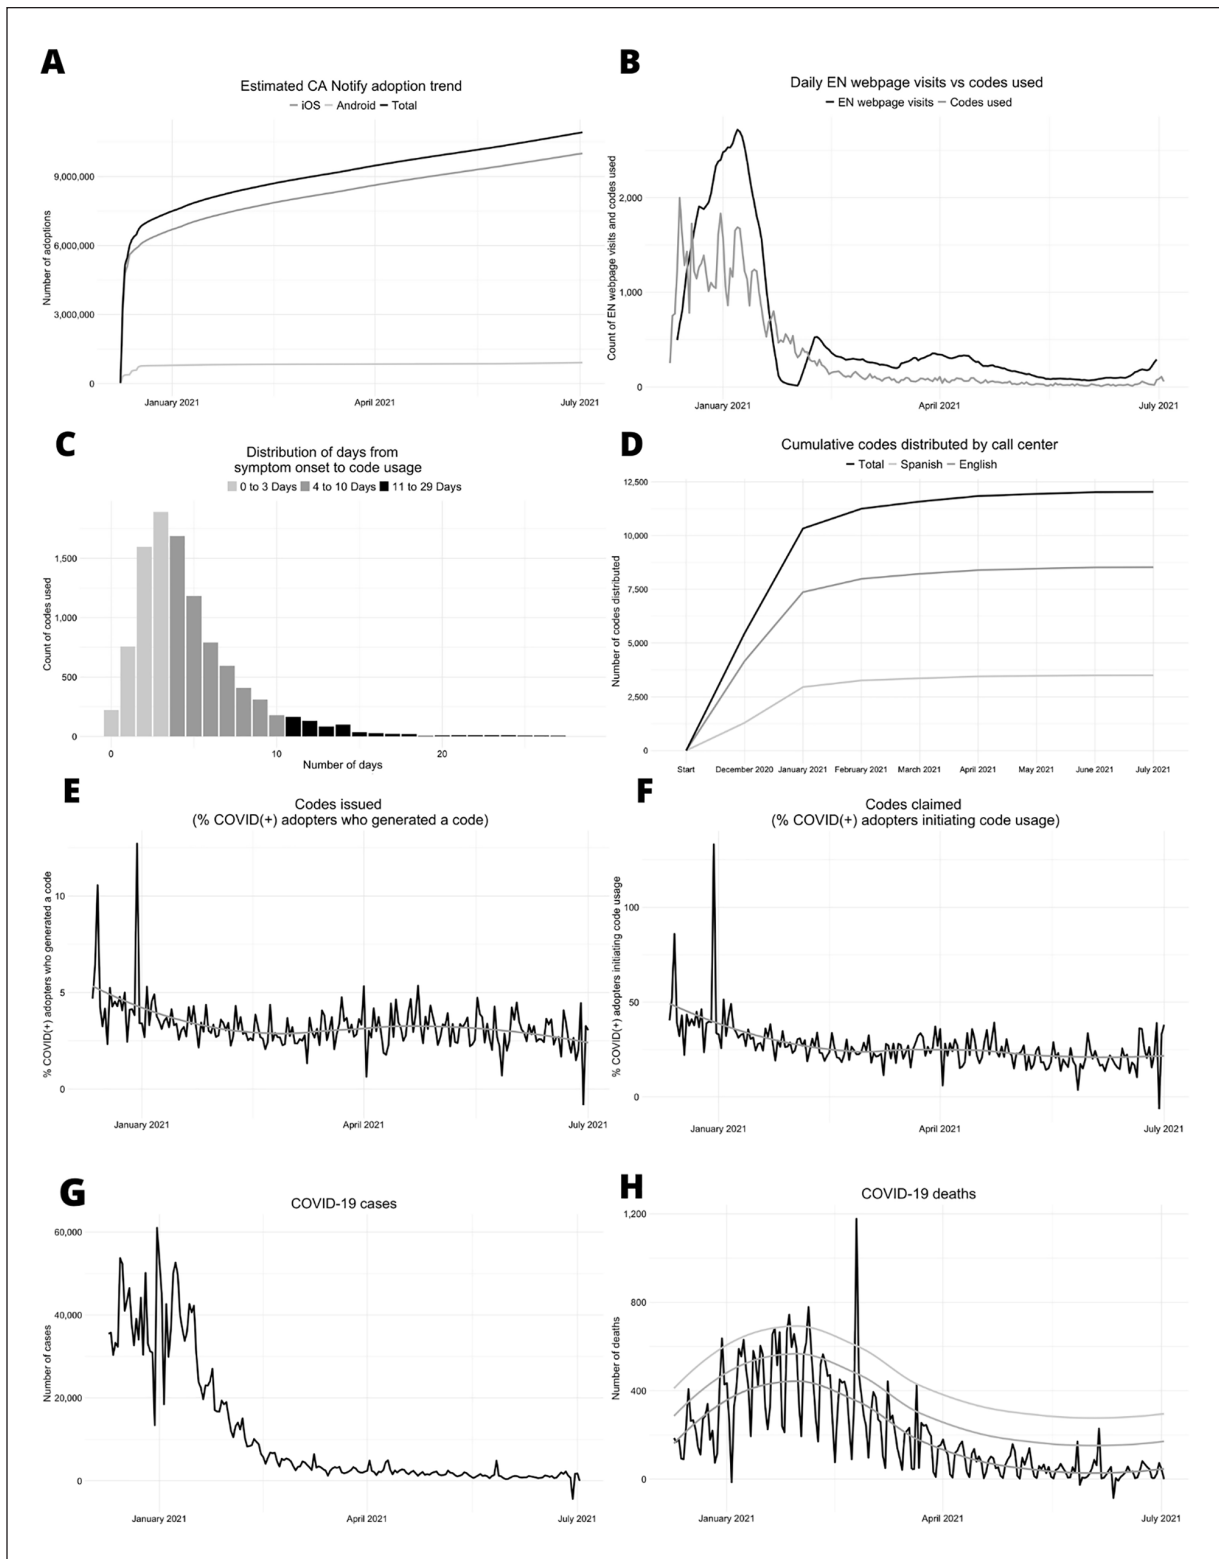 A
Estimated CA Notify adoption trend
iOS Android Total
Number of adoptions
9,000,000
6,000,000
3,000,000
0
January 2021 April 2021 July 2021
B
Daily EN webpage visits vs codes used
EN webpage visits Codes used
Count of EN webpage visits and codes used
2,000
1,000
0
January 2021 April 2021 July 2021
C
Distribution of days from
symptom onset to code usage
0 to 3 Days 4 to 10 Days 11 to 29 Days
Count of codes used
1,500
1,000
500
0
0 10 20
Number of days
D
Cumulative codes distributed by call center
Total Spanish English
Number of codes distributed
12,500
10,000
7,500
5,000
2,500
0
Start December 2020 January 2021 February 2021 March 2021 April 2021 May 2021 June 2021 July 2021
E
Codes issued
(% COVID(+) adopters who generated a code)
% COVID(+) adopters who generated a code
10
5
0
January 2021 April 2021 July 2021
F
Codes claimed
(% COVID(+) adopters initiating code usage)
% COVID(+) adopters initiating code usage
100
50
0
January 2021 April 2021 July 2021
G
COVID-19 cases
Number of cases
60,000
40,000
20,000
0
January 2021 April 2021 July 2021
H
COVID-19 deaths
Number of deaths
1,200
800
400
0
January 2021 April 2021 July 2021